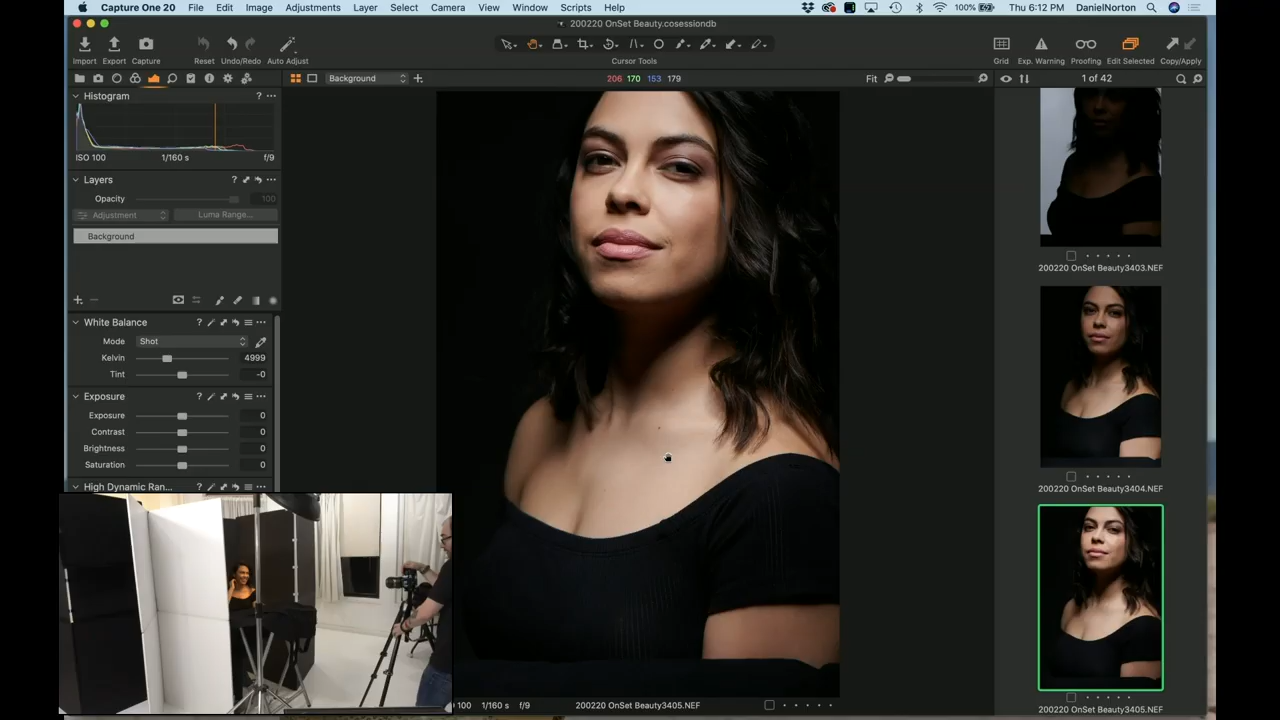 Capture One 20 File Edit Image Adjustments Layer Select Styles Camera View Window Scripts Help 100% Thu 6:12 PM DanielNorton
200220 OnSet Beauty.cosessiondb
Import Export Capture Reset Undo/Redo Auto Adjust Cursor Tools Grid Exp. Warning Proofing Edit Selected Copy/Apply
Background 206 170 153 179 Fit 1 of 42
Histogram ? ...
ISO 100 1/160 s f/9
Layers ?
Opacity 100
Adjustment Luma Range...
Background
White Balance ?
Mode Shot
Kelvin 4999
Tint -0
Exposure ?
Exposure 0
Contrast 0
Brightness 0
Saturation 0
High Dynamic Ran... ?
200220 OnSet Beauty3403.NEF
200220 OnSet Beauty3404.NEF
100 1/160 s f/9 200220 OnSet Beauty3405.NEF
200220 OnSet Beauty3405.NEF